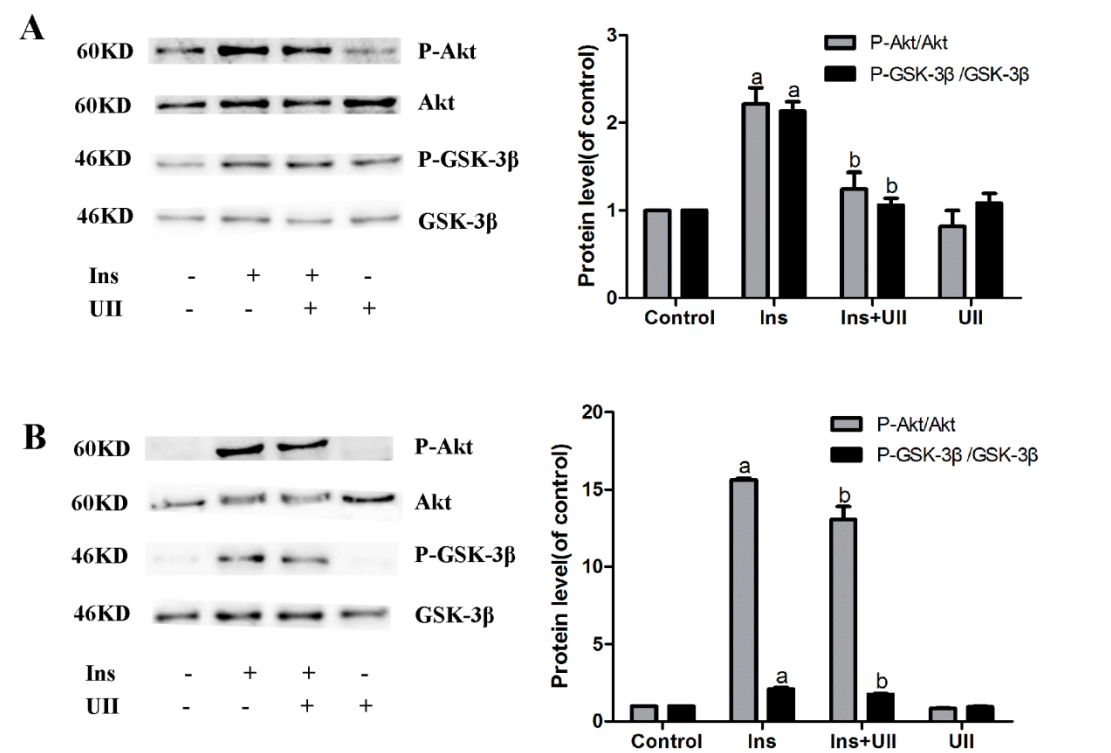 A
60KD P-Akt
60KD Akt
46KD P-GSK-3β
46KD GSK-3β
Ins - + + -
UII - - + +
Protein level(of control)
3
2
1
0
P-Akt/Akt
P-GSK-3β /GSK-3β
a a
b b
Control Ins Ins+UII UII
B
60KD P-Akt
60KD Akt
46KD P-GSK-3β
46KD GSK-3β
Ins - + + -
UII - - + +
Protein level(of control)
20
15
10
5
0
P-Akt/Akt
P-GSK-3β /GSK-3β
a a
b b
Control Ins Ins+UII UII